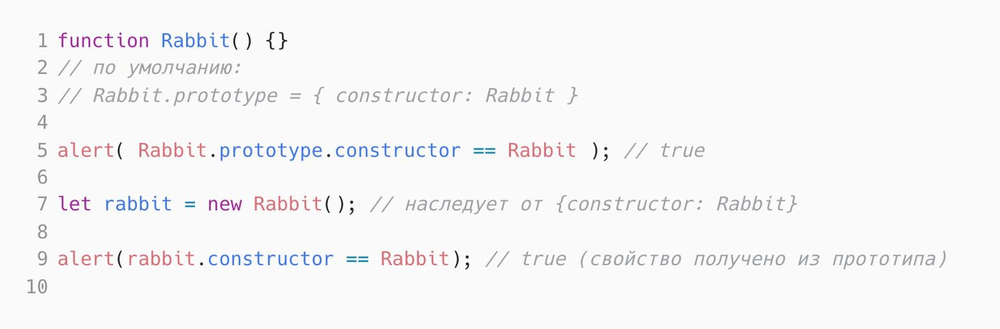 1 function Rabbit() {}
2 // по умолчанию:
3 // Rabbit.prototype = { constructor: Rabbit }
4
5 alert( Rabbit.prototype.constructor == Rabbit ); // true
6
7 let rabbit = new Rabbit(); // наследует от {constructor: Rabbit}
8
9 alert(rabbit.constructor == Rabbit); // true (свойство получено из прототипа)
10